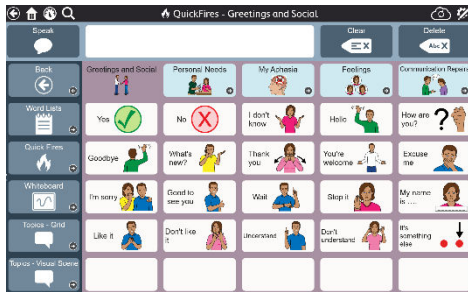 QuickFires - Greetings and Social
Speak
Clear
Delete
Abc X
Back
Greetings and Social
Personal Needs
My Aphasia
Feelings
Communication Repairs
Word Lists
Yes
No
I don't
know
Hello
How are
you?
Quick Fires
Goodbye
What's
new?
Thank
you
You're
welcome
Excuse
me
Whiteboard
I'm sorry
Good to
see you
Wait
Stop it
My name
is ....
Topics - Grid
Like it
Don't like
it
Understand
Don't
understand
It's
something
else
Topics - Visual Scene